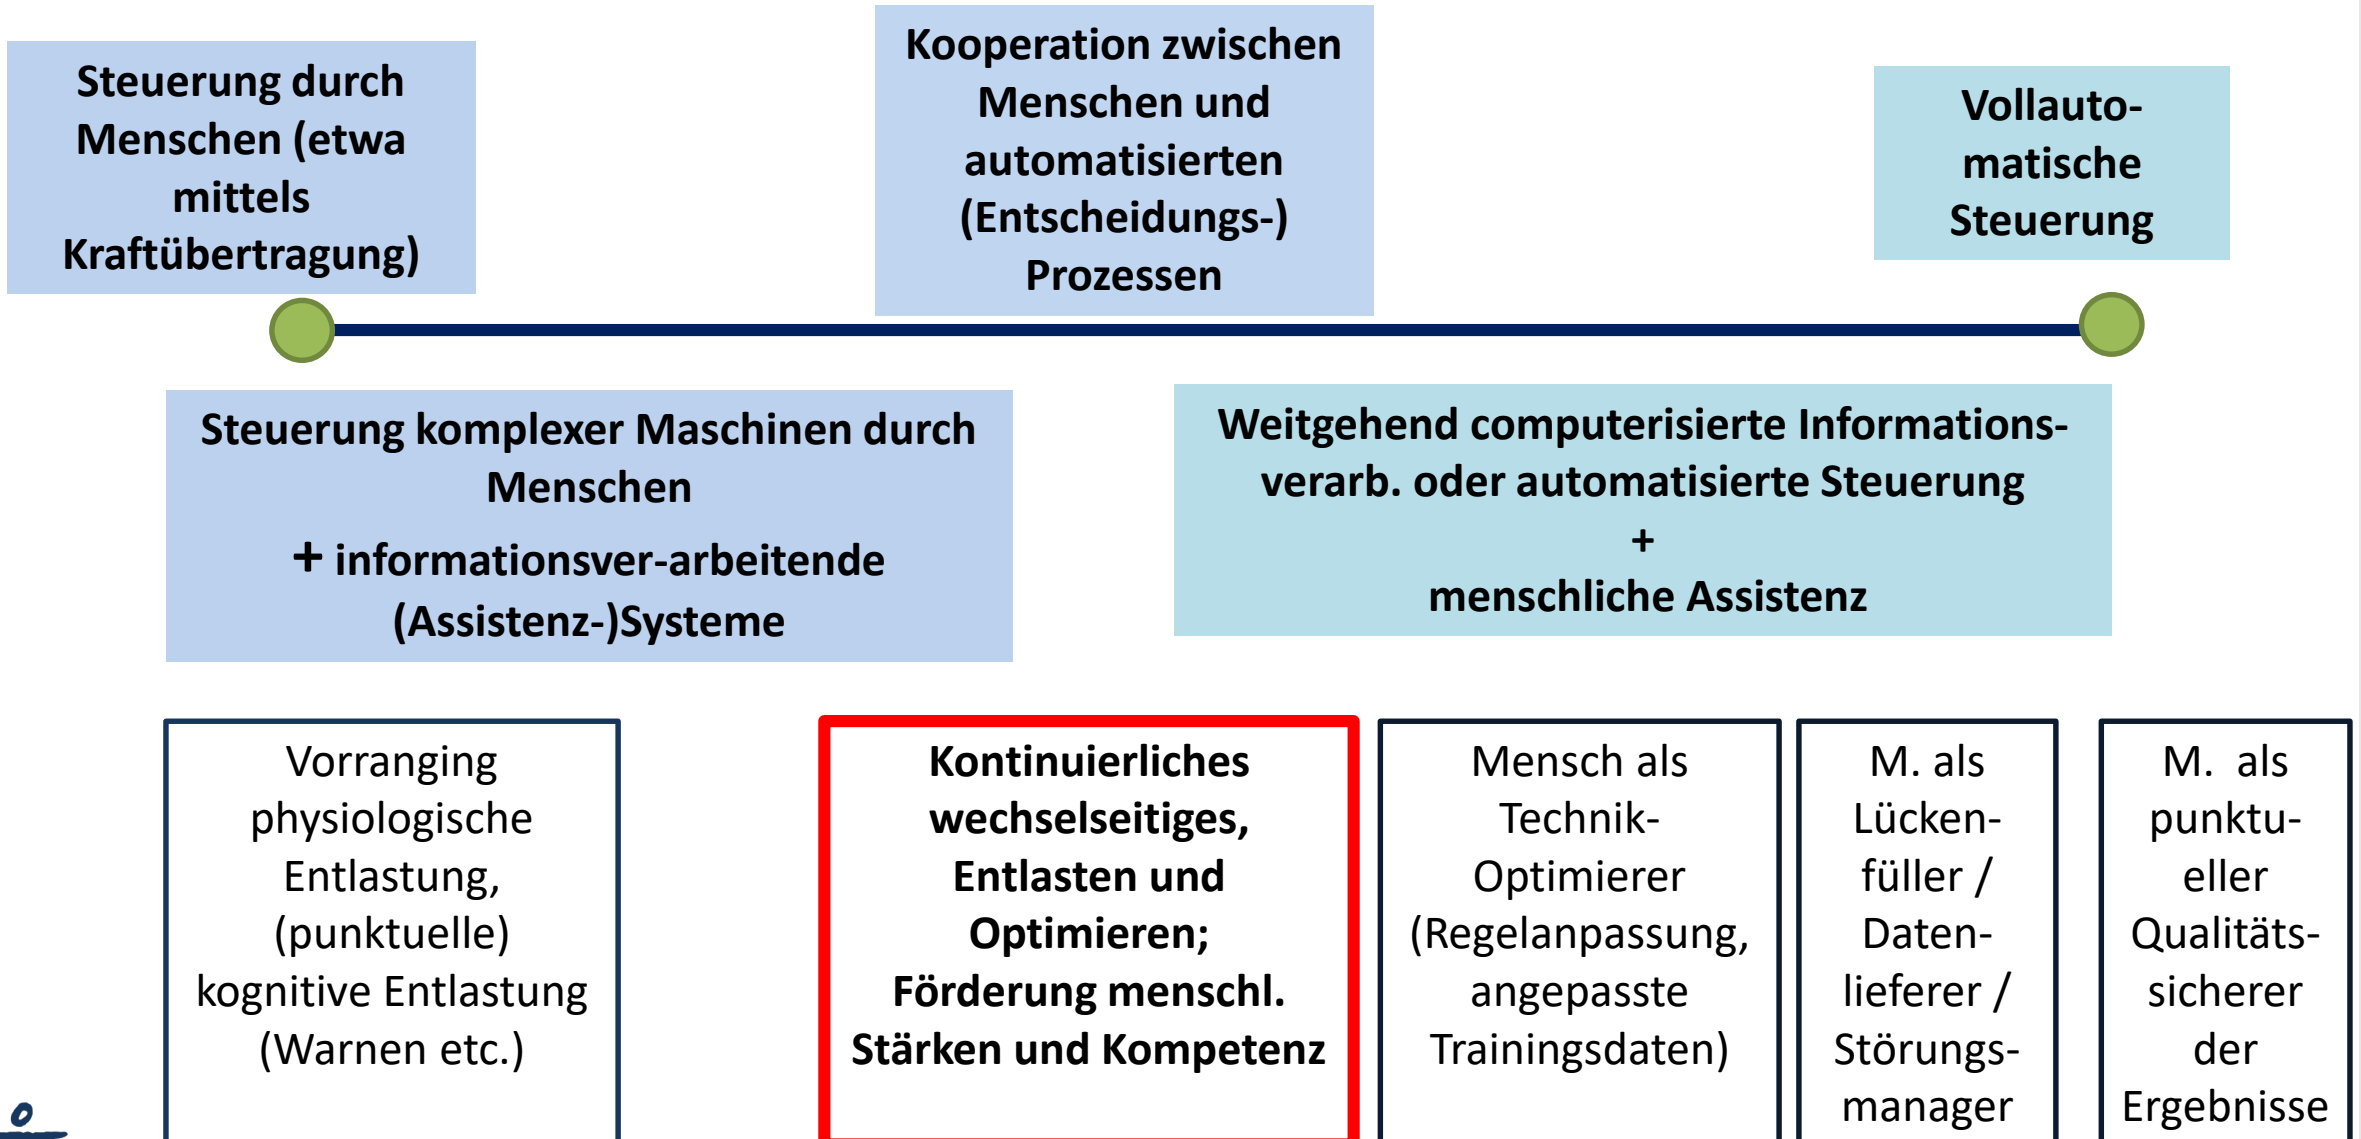 Steuerung durch
Menschen (etwa
mittels
Kraftübertragung)
Kooperation zwischen
Menschen und
automatisierten
(Entscheidungs-)
Prozessen
Vollauto-
matische
Steuerung
Steuerung komplexer Maschinen durch
Menschen
+ informationsver-arbeitende
(Assistenz-)Systeme
Weitgehend computerisierte Informations-
verarb. oder automatisierte Steuerung
+
menschliche Assistenz
Vorranging
physiologische
Entlastung,
(punktuelle)
kognitive Entlastung
(Warnen etc.)
Kontinuierliches
wechselseitiges,
Entlasten und
Optimieren;
Förderung menschl.
Stärken und Kompetenz
Mensch als
Technik-
Optimierer
(Regelanpassung,
angepasste
Trainingsdaten)
M. als
Lücken-
füller /
Daten-
lieferer /
Störungs-
manager
M. als
punktu-
eller
Qualitäts-
sicherer
der
Ergebnisse